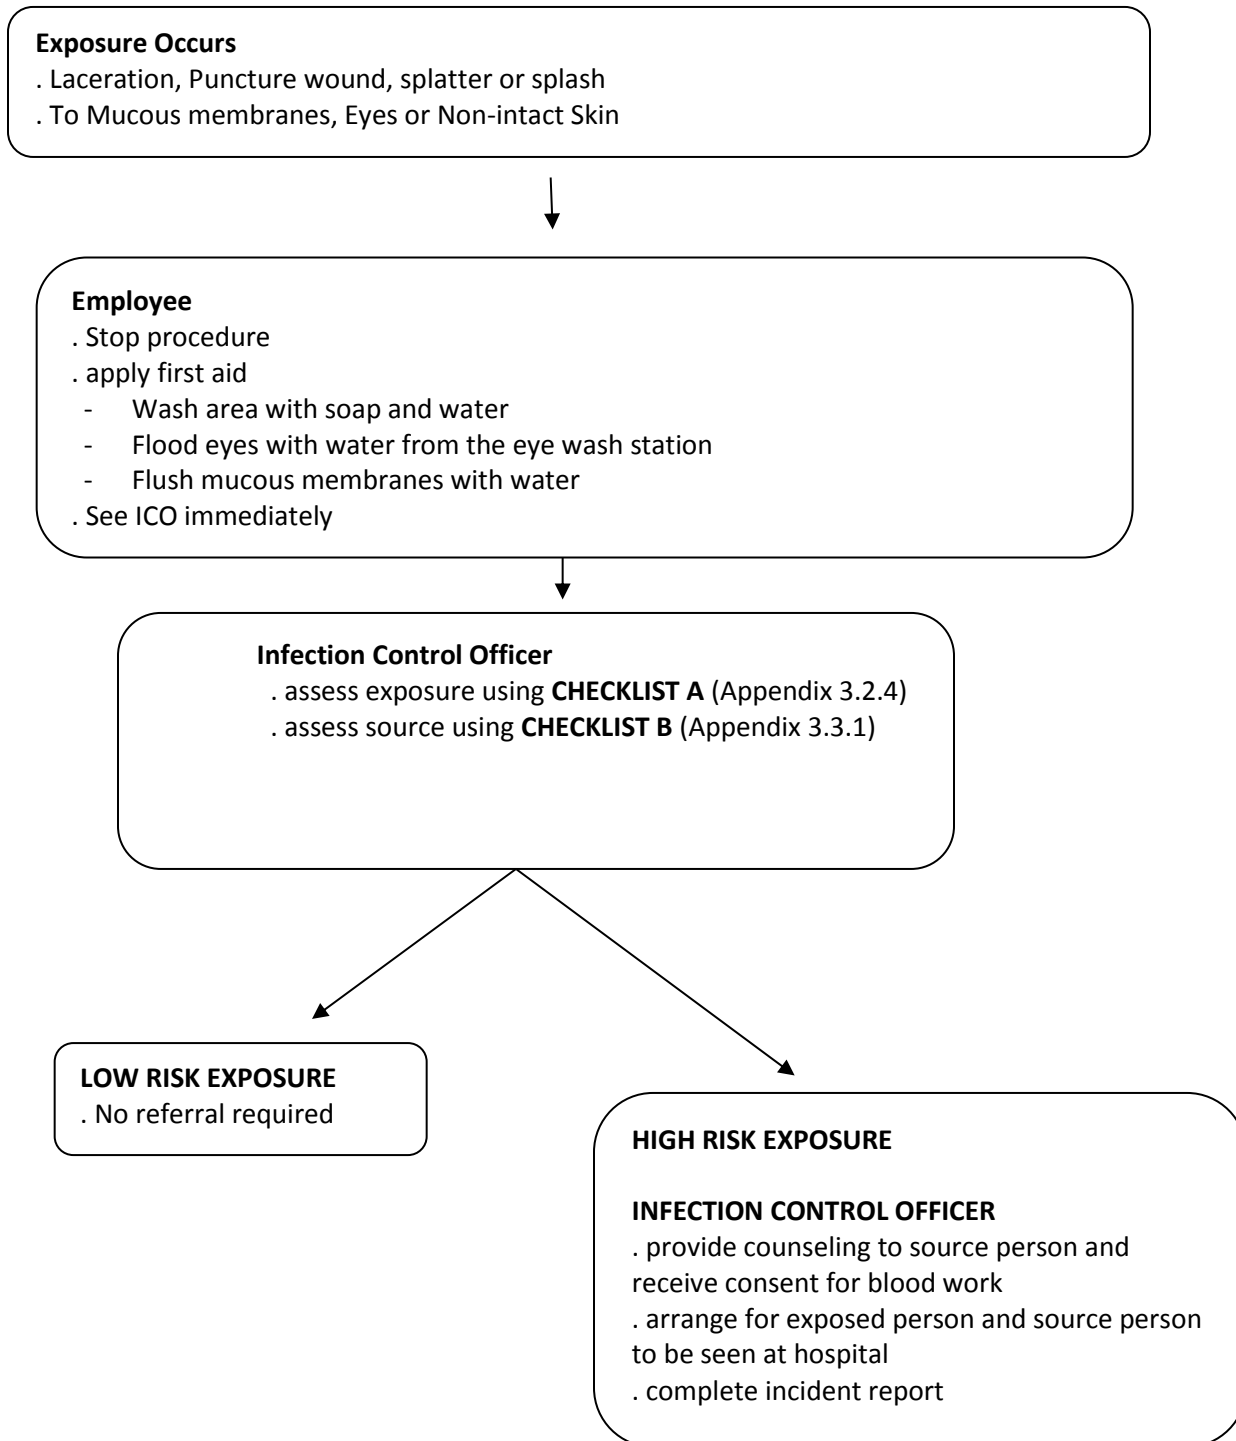 Exposure Occurs
. Laceration, Puncture wound, splatter or splash
. To Mucous membranes, Eyes or Non-intact Skin
Employee
. Stop procedure
. apply first aid
- Wash area with soap and water
- Flood eyes with water from the eye wash station
- Flush mucous membranes with water
. See ICO immediately
Infection Control Officer
. assess exposure using CHECKLIST A (Appendix 3.2.4)
. assess source using CHECKLIST B (Appendix 3.3.1)
LOW RISK EXPOSURE
. No referral required
HIGH RISK EXPOSURE
INFECTION CONTROL OFFICER
. provide counseling to source person and
receive consent for blood work
. arrange for exposed person and source person
to be seen at hospital
. complete incident report